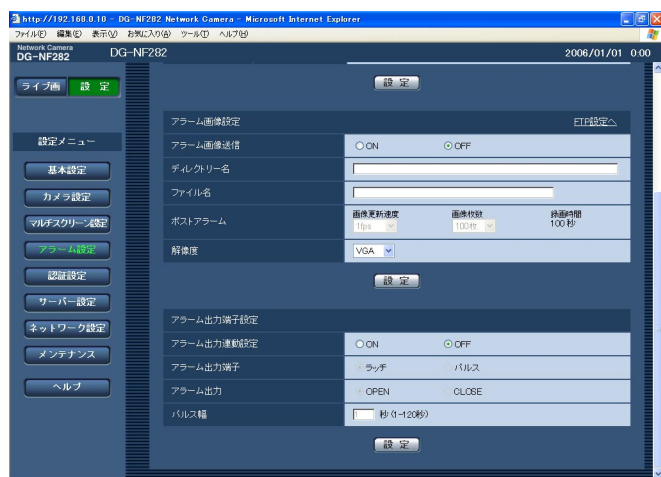 http://192.168.0.10 - DG-NF282 Network Camera - Microsoft Internet Explorer
ファイル(F) 編集(E) 表示(V) お気に入り(A) ツール(T) ヘルプ(H)
Network Camera
DG-NF282
DG-NF282
2006/01/01 0:00
ライブ画 設 定
設 定
アラーム画像設定 FTP設定へ
設定メニュー
アラーム画像送信 ON OFF
基本設定
ディレクトリー名
カメラ設定
ファイル名
マルチスクリーン設定
ポストアラーム 画像更新速度 画像枚数 録画時間
1fps 100枚 100秒
アラーム設定
解像度 VGA
認証設定
設 定
サーバー設定
アラーム出力端子設定
ネットワーク設定
アラーム出力連動設定 ON OFF
メンテナンス
アラーム出力端子 ラッチ パルス
ヘルプ
アラーム出力 OPEN CLOSE
パルス幅 1 秒(1-120秒)
設 定